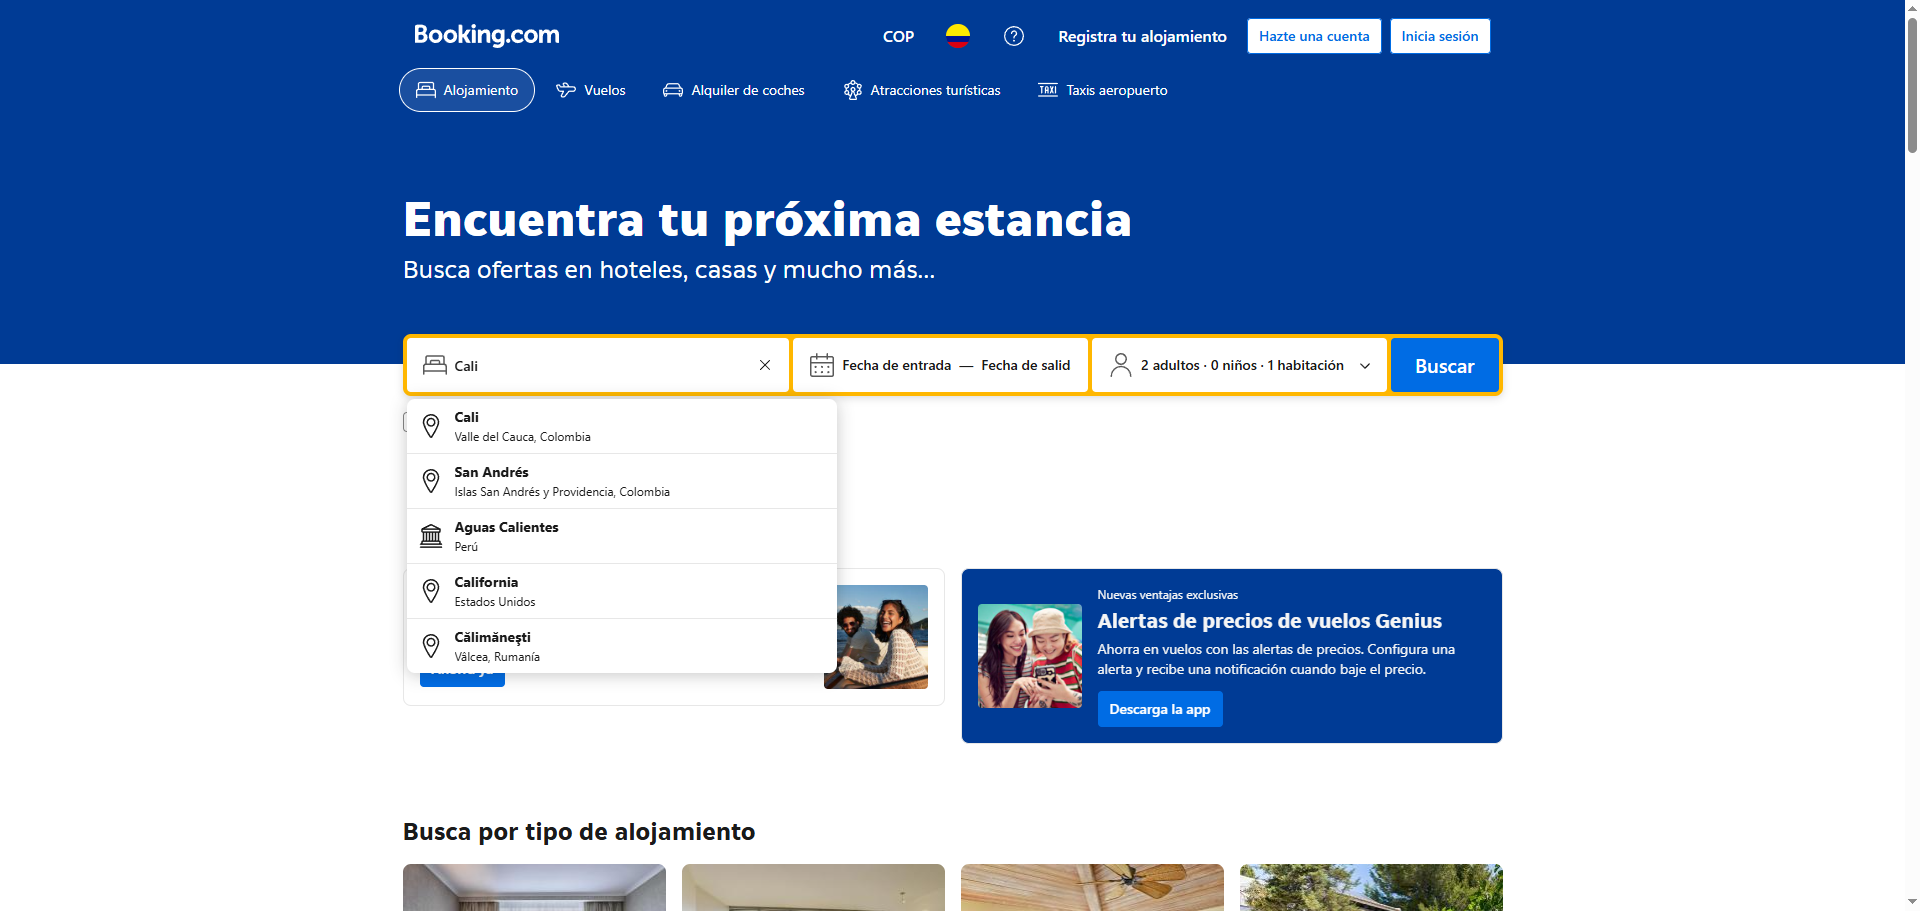 Booking.com
COP
Registra tu alojamiento
Hazte una cuenta
Inicia sesión
Alojamiento
Vuelos
Alquiler de coches
Atracciones turísticas
TAXI
Taxis aeropuerto
Encuentra tu próxima estancia
Busca ofertas en hoteles, casas y mucho más...
Cali
Fecha de entrada — Fecha de salid
2 adultos · 0 niños · 1 habitación
Buscar
Cali
Valle del Cauca, Colombia
San Andrés
Islas San Andrés y Providencia, Colombia
Aguas Calientes
Perú
California
Estados Unidos
Călimănești
Vâlcea, Rumanía
Nuevas ventajas exclusivas
Alertas de precios de vuelos Genius
Ahorra en vuelos con las alertas de precios. Configura una
alerta y recibe una notificación cuando baje el precio.
Descarga la app
Busca por tipo de alojamiento